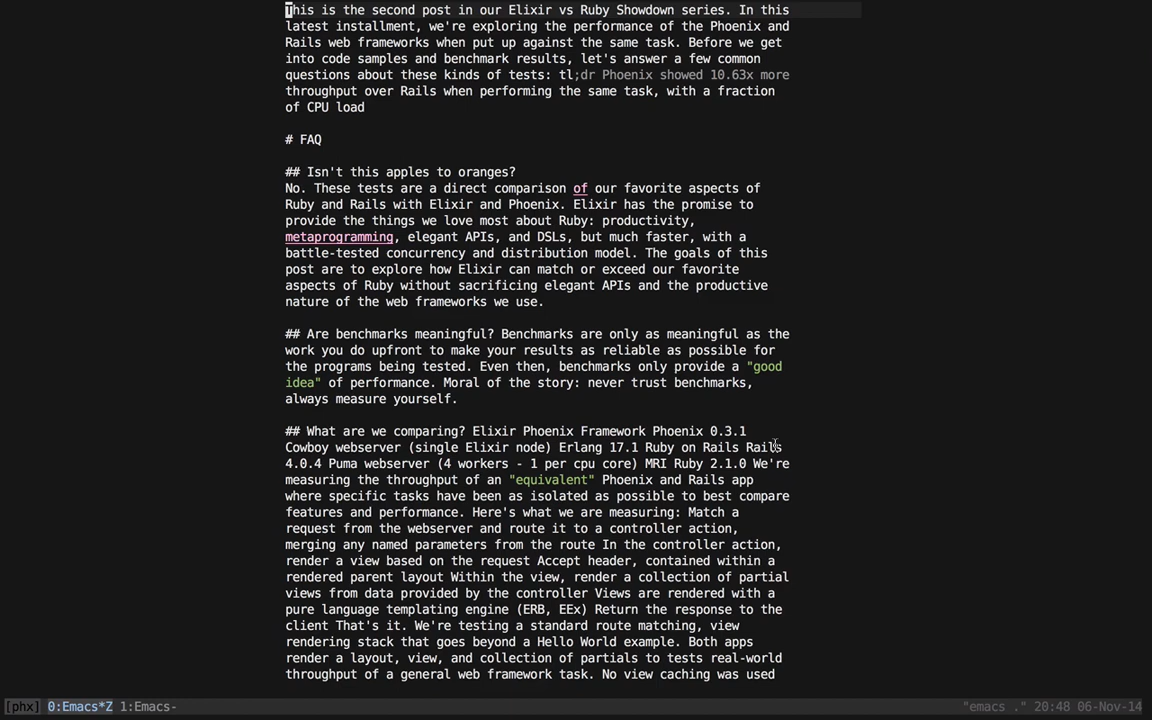 This is the second post in our Elixir vs Ruby Showdown series. In this
latest installment, we're exploring the performance of the Phoenix and
Rails web frameworks when put up against the same task. Before we get
into code samples and benchmark results, let's answer a few common
questions about these kinds of tests: tl;dr Phoenix showed 10.63x more
throughput over Rails when performing the same task, with a fraction
of CPU load
# FAQ
## Isn't this apples to oranges?
No. These tests are a direct comparison of our favorite aspects of
Ruby and Rails with Elixir and Phoenix. Elixir has the promise to
provide the things we love most about Ruby: productivity,
metaprogramming, elegant APIs, and DSLs, but much faster, with a
battle-tested concurrency and distribution model. The goals of this
post are to explore how Elixir can match or exceed our favorite
aspects of Ruby without sacrificing elegant APIs and the productive
nature of the web frameworks we use.
## Are benchmarks meaningful? Benchmarks are only as meaningful as the
work you do upfront to make your results as reliable as possible for
the programs being tested. Even then, benchmarks only provide a "good
idea" of performance. Moral of the story: never trust benchmarks,
always measure yourself.
## What are we comparing? Elixir Phoenix Framework Phoenix 0.3.1
Cowboy webserver (single Elixir node) Erlang 17.1 Ruby on Rails Rails
4.0.4 Puma webserver (4 workers - 1 per cpu core) MRI Ruby 2.1.0 We're
measuring the throughput of an "equivalent" Phoenix and Rails app
where specific tasks have been as isolated as possible to best compare
features and performance. Here's what we are measuring: Match a
request from the webserver and route it to a controller action,
merging any named parameters from the route In the controller action,
render a view based on the request Accept header, contained within a
rendered parent layout Within the view, render a collection of partial
views from data provided by the controller Views are rendered with a
pure language templating engine (ERB, EEx) Return the response to the
client That's it. We're testing a standard route matching, view
rendering stack that goes beyond a Hello World example. Both apps
render a layout, view, and collection of partials to tests real-world
throughput of a general web framework task. No view caching was used
[phx] 0:Emacs*Z 1:Emacs- "emacs ." 20:48 06-Nov-14